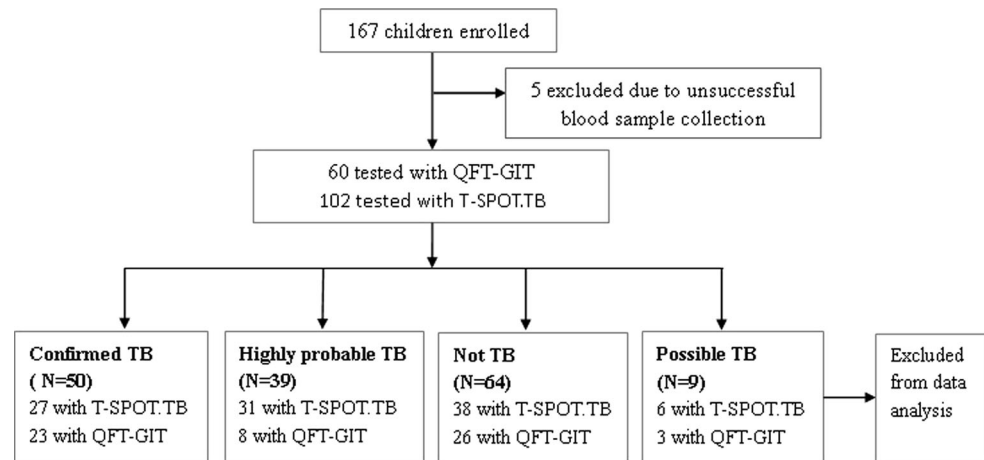 167 children enrolled
5 excluded due to unsuccessful
blood sample collection
60 tested with QFT-GIT
102 tested with T-SPOT.TB
Confirmed TB
( N=50)
27 with T-SPOT.TB
23 with QFT-GIT
Highly probable TB
(N=39)
31 with T-SPOT.TB
8 with QFT-GIT
Not TB
(N=64)
38 with T-SPOT.TB
26 with QFT-GIT
Possible TB
(N=9)
6 with T-SPOT.TB
3 with QFT-GIT
Excluded
from data
analysis